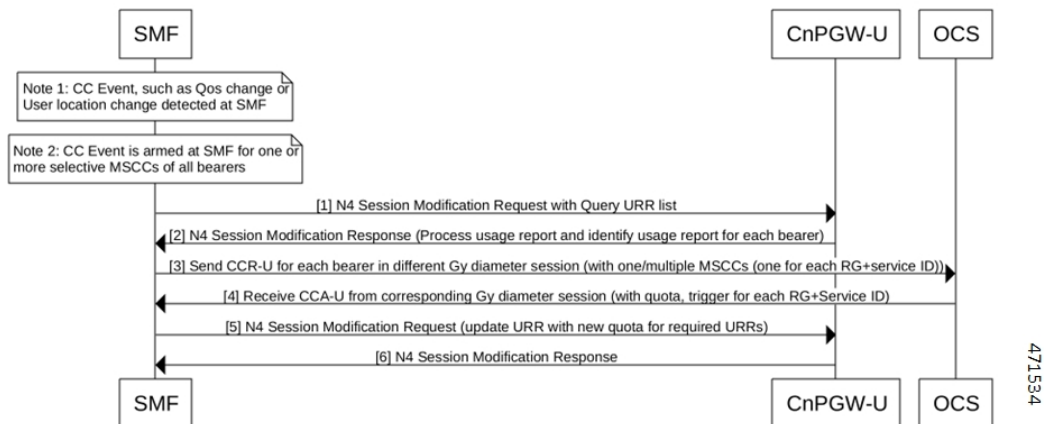 SMF
CnPGW-U
OCS
Note 1: CC Event, such as Qos change or
User location change detected at SMF
Note 2: CC Event is armed at SMF for one or
more selective MSCCs of all bearers
[1] N4 Session Modification Request with Query URR list
[2] N4 Session Modification Response (Process usage report and identify usage report for each bearer)
[3] Send CCR-U for each bearer in different Gy diameter session (with one/multiple MSCCs (one for each RG+service ID))
[4] Receive CCA-U from corresponding Gy diameter session (with quota, trigger for each RG+Service ID)
[5] N4 Session Modification Request (update URR with new quota for required URRs)
[6] N4 Session Modification Response
SMF
CnPGW-U
OCS
471534